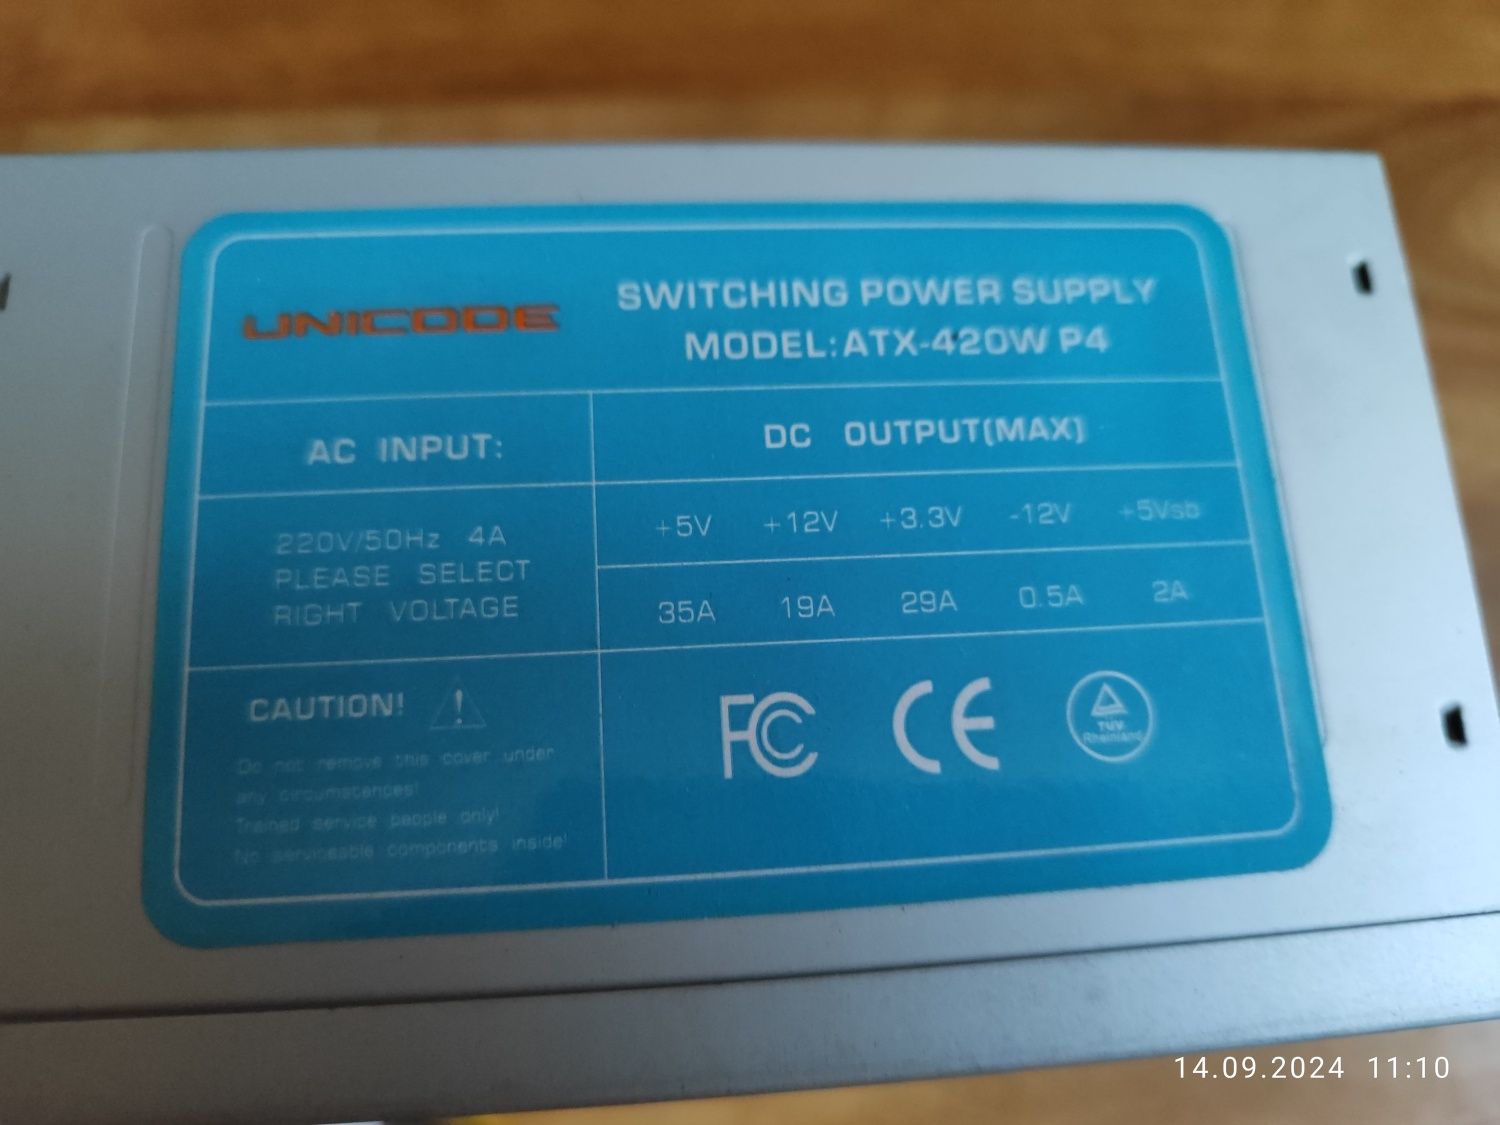 UNICODE
SWITCHING POWER SUPPLY
MODEL:ATX-420W P4
AC INPUT:
DC OUTPUT(MAX)
220V/50Hz 4A
PLEASE SELECT
RIGHT VOLTAGE
+5V +12V +3.3V -12V +5Vsb
35A 19A 29A 0.5A 2A
CAUTION! !
Do not remove this cover under
any circumstances!
Trained service people only!
No serviceable components inside!
FC CE
TÜV
Rheinland
14.09.2024 11:10